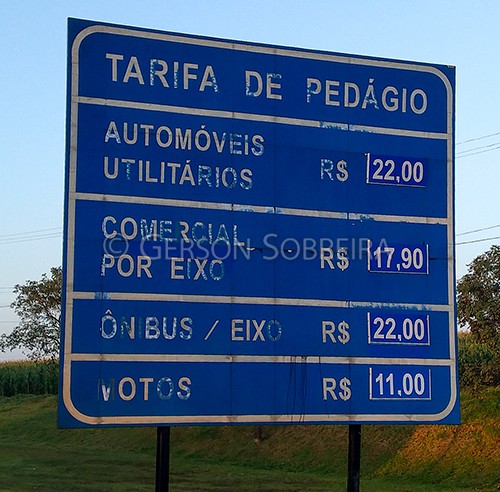 TARIFA DE PEDÁGIO
AUTOMÓVEIS
UTILITÁRIOS R$ 22,00
COMERCIAL
© GERSON SOBREIRA
POR EIXO R$ 17,90
ÔNIBUS / EIXO R$ 22,00
MOTOS R$ 11,00